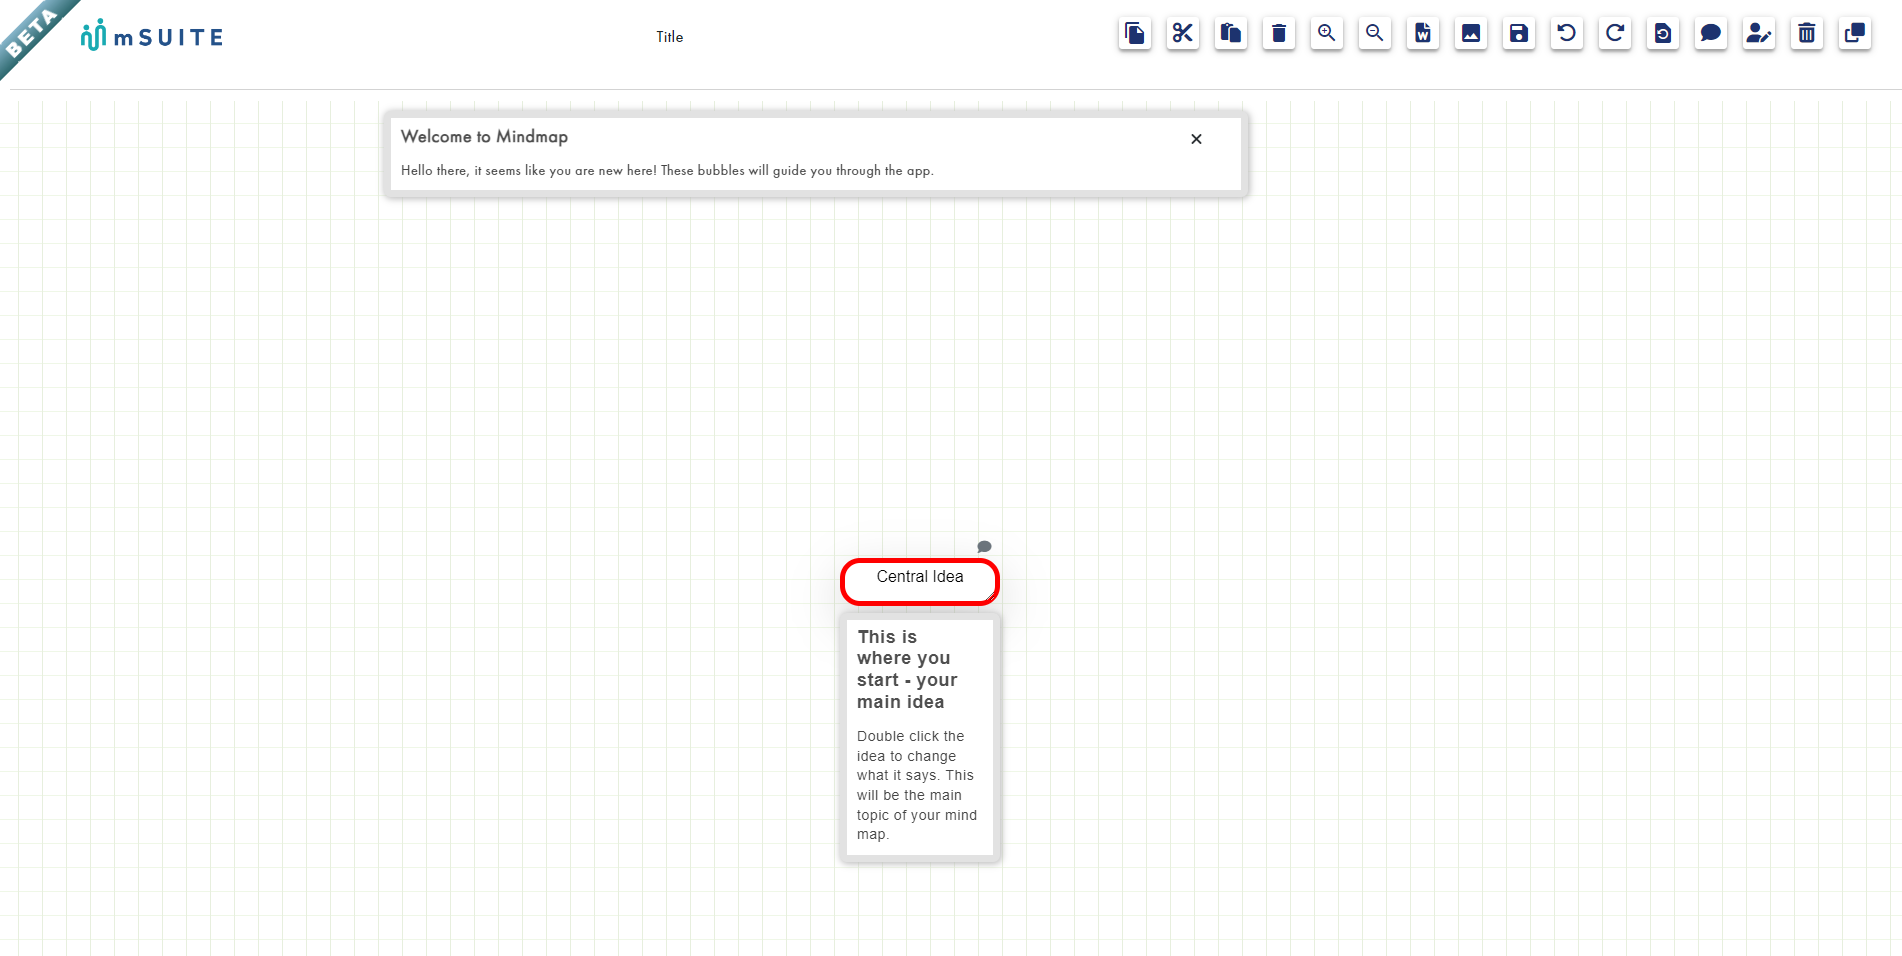 BETA
mSUITE
Title
W
Welcome to Mindmap
Hello there, it seems like you are new here! These bubbles will guide you through the app.
Central Idea
This is
where you
start - your
main idea
Double click the
idea to change
what it says. This
will be the main
topic of your mind
map.